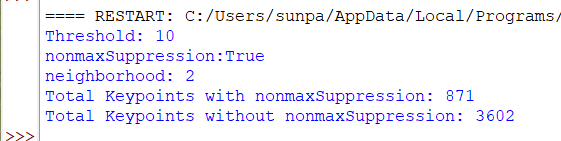 >>>
==== RESTART: C:/Users/sunpa/AppData/Local/Programs/
Threshold: 10
nonmaxSuppression:True
neighborhood: 2
Total Keypoints with nonmaxSuppression: 871
Total Keypoints without nonmaxSuppression: 3602
>>>